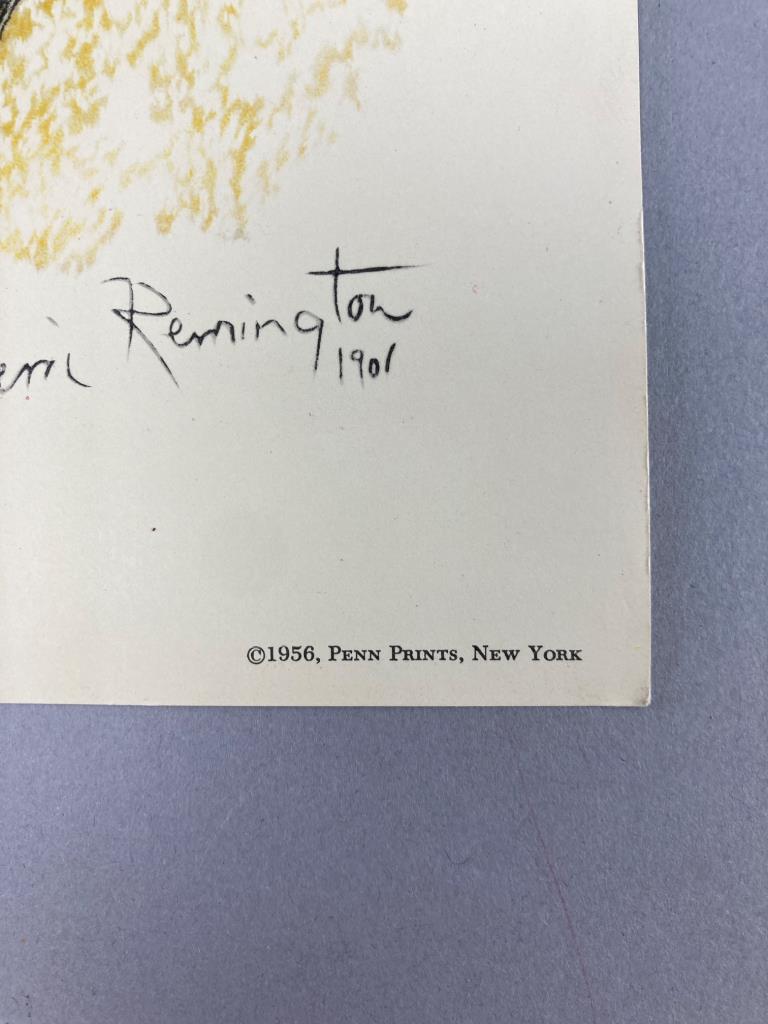 Remington
1901
©1956, Penn Prints, New York